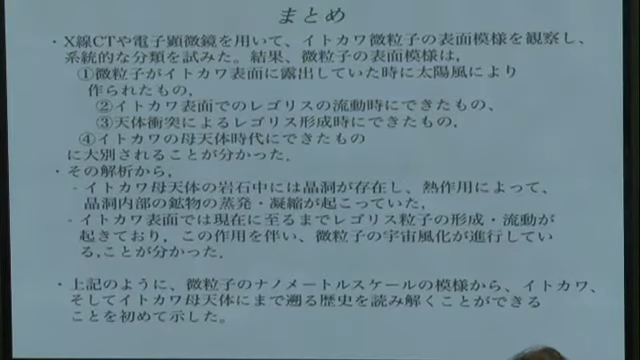 まとめ
・X線CTや電子顕微鏡を用いて、イトカワ微粒子の表面模様を観察し、
系統的な分類を試みた。結果、微粒子の表面模様は,
①微粒子がイトカワ表面に露出していた時に太陽風により
作られたもの,
②イトカワ表面でのレゴリスの流動時にできたもの、
③天体衝突によるレゴリス形成時にできたもの,
④イトカワの母天体時代にできたもの
に大別されることが分かった.
・その解析から,
- イトカワ母天体の岩石中には晶洞が存在し、熱作用によって、
晶洞内部の鉱物の蒸発・凝縮が起こっていた,
- イトカワ表面では現在に至るまでレゴリス粒子の形成・流動が
起きており, この作用を伴い、微粒子の宇宙風化が進行してい
る,ことが分かった.
・上記のように、微粒子のナノメートルスケールの模様から、イトカワ、
そしてイトカワ母天体にまで遡る歴史を読み解くことができる
ことを初めて示した。